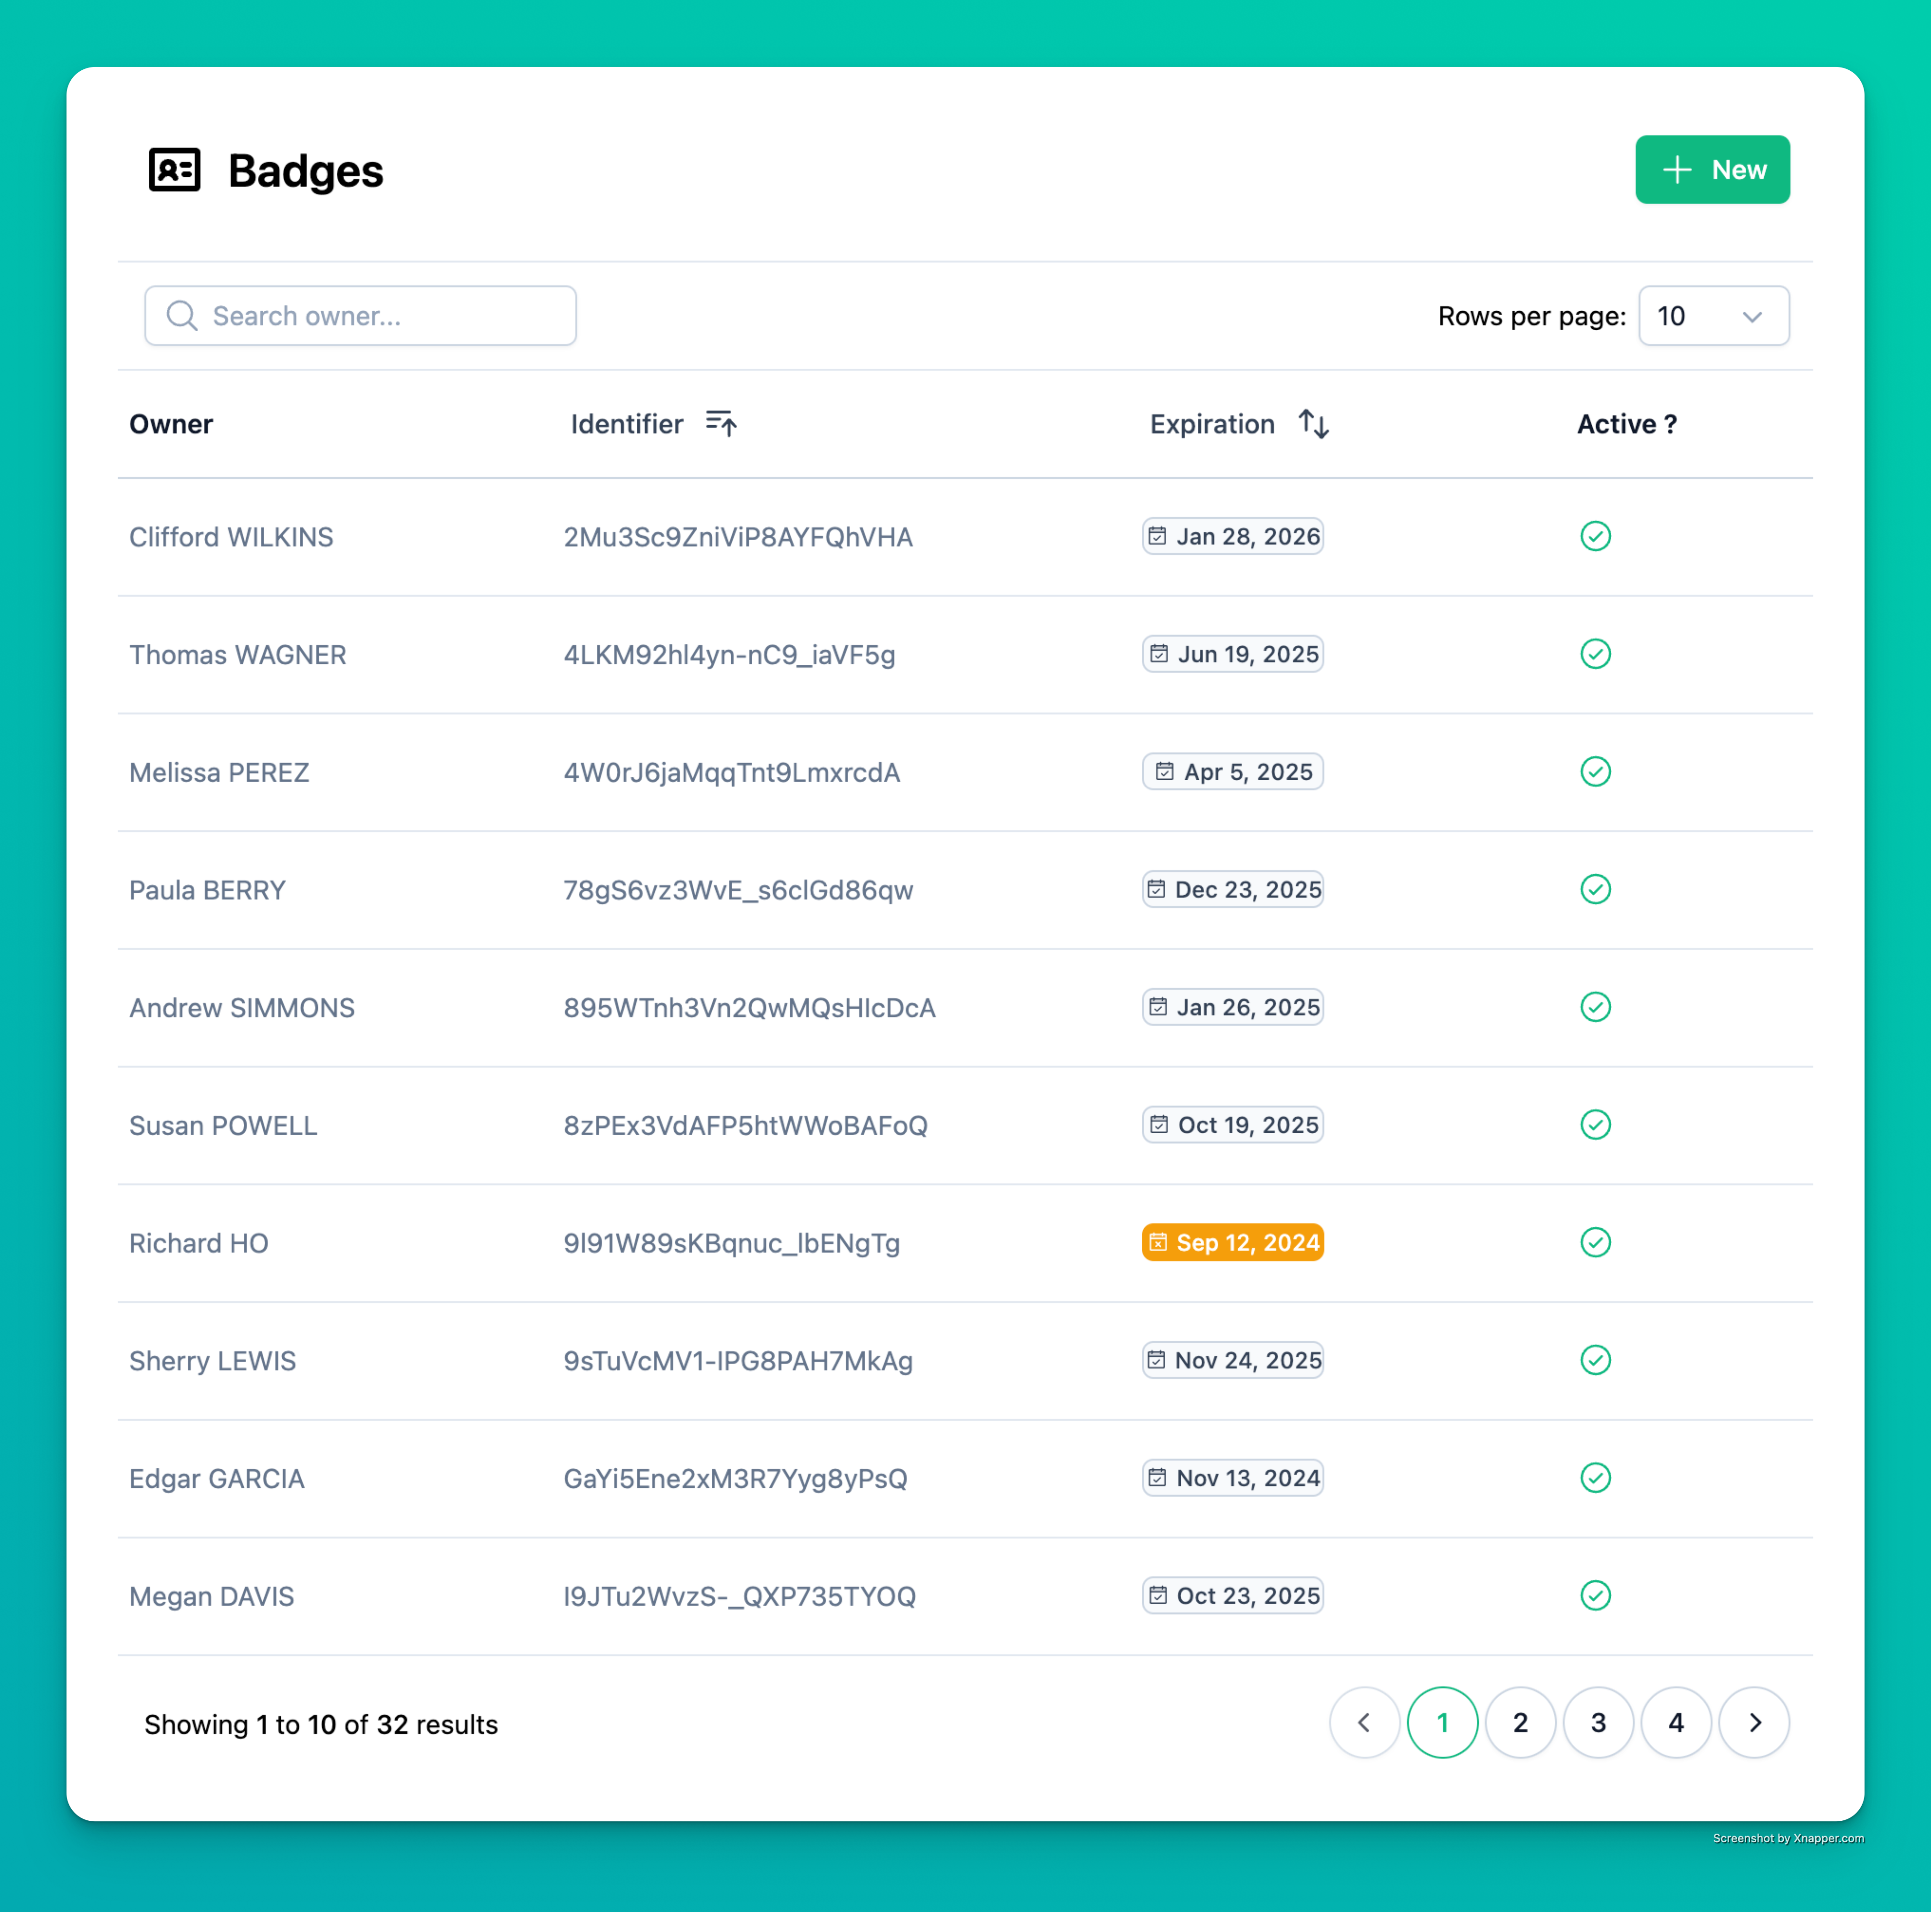 Badges
New
Search owner...
Rows per page: 10
Owner Identifier Expiration Active ?
Clifford WILKINS 2Mu3Sc9ZniViP8AYFQhVHA Jan 28, 2026
Thomas WAGNER 4LKM92hl4yn-nC9_iaVF5g Jun 19, 2025
Melissa PEREZ 4W0rJ6jaMqqTnt9LmxrcdA Apr 5, 2025
Paula BERRY 78gS6vz3WvE_s6clGd86qw Dec 23, 2025
Andrew SIMMONS 895WTnh3Vn2QwMQsHIcDcA Jan 26, 2025
Susan POWELL 8zPEx3VdAFP5htWWoBAFoQ Oct 19, 2025
Richard HO 9l91W89sKBqnuc_lbENgTg Sep 12, 2024
Sherry LEWIS 9sTuVcMV1-IPG8PAH7MkAg Nov 24, 2025
Edgar GARCIA GaYi5Ene2xM3R7Yyg8yPsQ Nov 13, 2024
Megan DAVIS I9JTu2WvzS-_QXP735TYOQ Oct 23, 2025
Showing 1 to 10 of 32 results
1 2 3 4
Screenshot by Xnapper.com